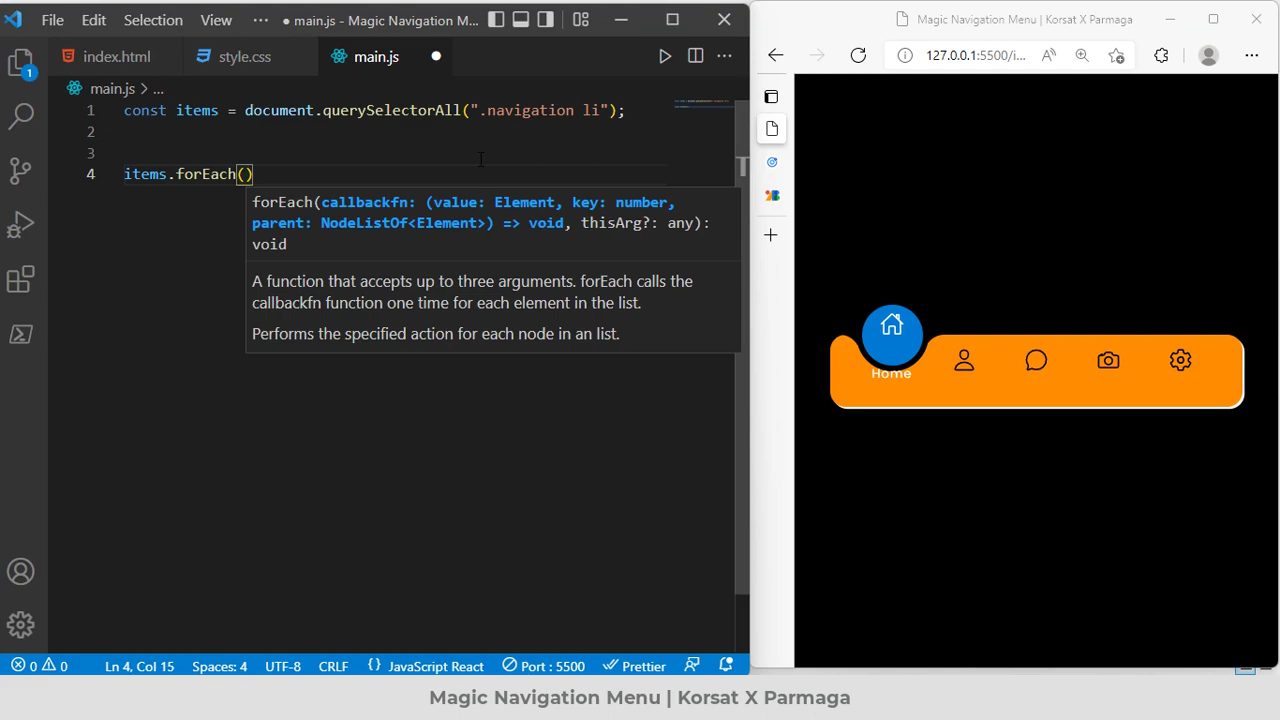 File Edit Selection View ··· ● main.js - Magic Navigation M...
index.html style.css main.js ●
main.js > ...
1 const items = document.querySelectorAll(".navigation li");
2
3
4 items.forEach()
forEach(callbackfn: (value: Element, key: number,
parent: NodeListOf<Element>) => void, thisArg?: any):
void
A function that accepts up to three arguments. forEach calls the
callbackfn function one time for each element in the list.
Performs the specified action for each node in an list.
1
0 0 Ln 4, Col 15 Spaces: 4 UTF-8 CRLF {} JavaScript React Port : 5500 Prettier
Magic Navigation Menu | Korsat X Parmaga
127.0.0.1:5500/i...
Home
Magic Navigation Menu | Korsat X Parmaga